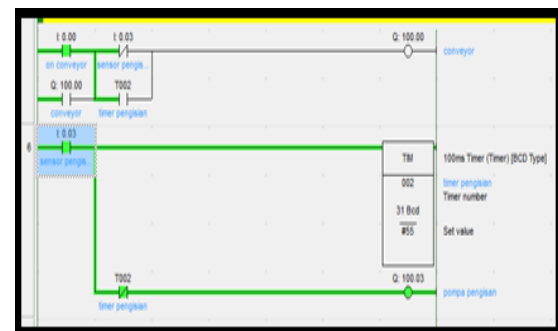 I: 0.00 I: 0.03 Q: 100.00
on conveyor sensor pengis... conveyor
Q: 100.00 T002
conveyor timer pengisian
6
I: 0.03
sensor pengis...
TIM 100ms Timer (Timer) [BCD Type]
002 timer pengisian
Timer number
31 Bcd
#55 Set value
T002 Q: 100.03
timer pengisian pompa pengisian